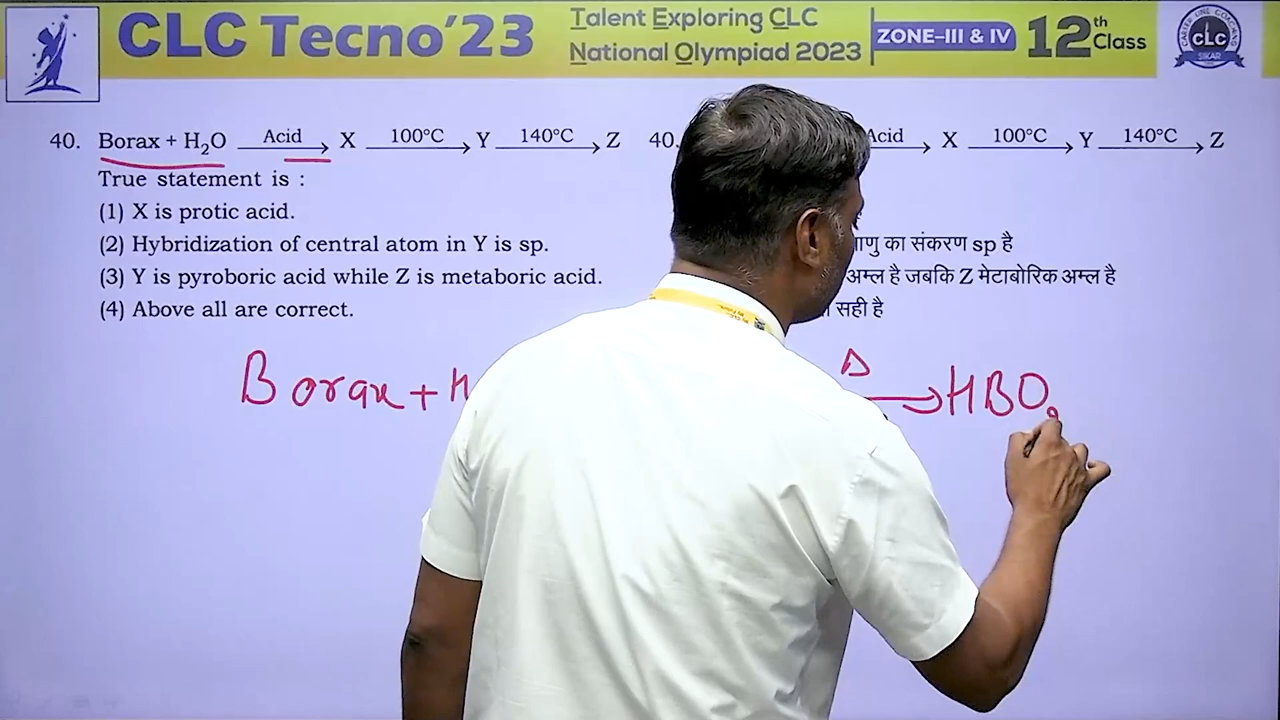 CLC Tecno'23
Talent Exploring CLC
National Olympiad 2023
ZONE–III & IV
12th Class
CLC
SIKAR
40. Borax + H2O Acid X 100°C Y 140°C Z
True statement is :
(1) X is protic acid.
(2) Hybridization of central atom in Y is sp.
(3) Y is pyroboric acid while Z is metaboric acid.
(4) Above all are correct.
40. Acid X 100°C Y 140°C Z
का संकरण sp है
अम्ल है जबकि Z मेटाबोरिक अम्ल है
सही है
Borax + H
Δ HBO2